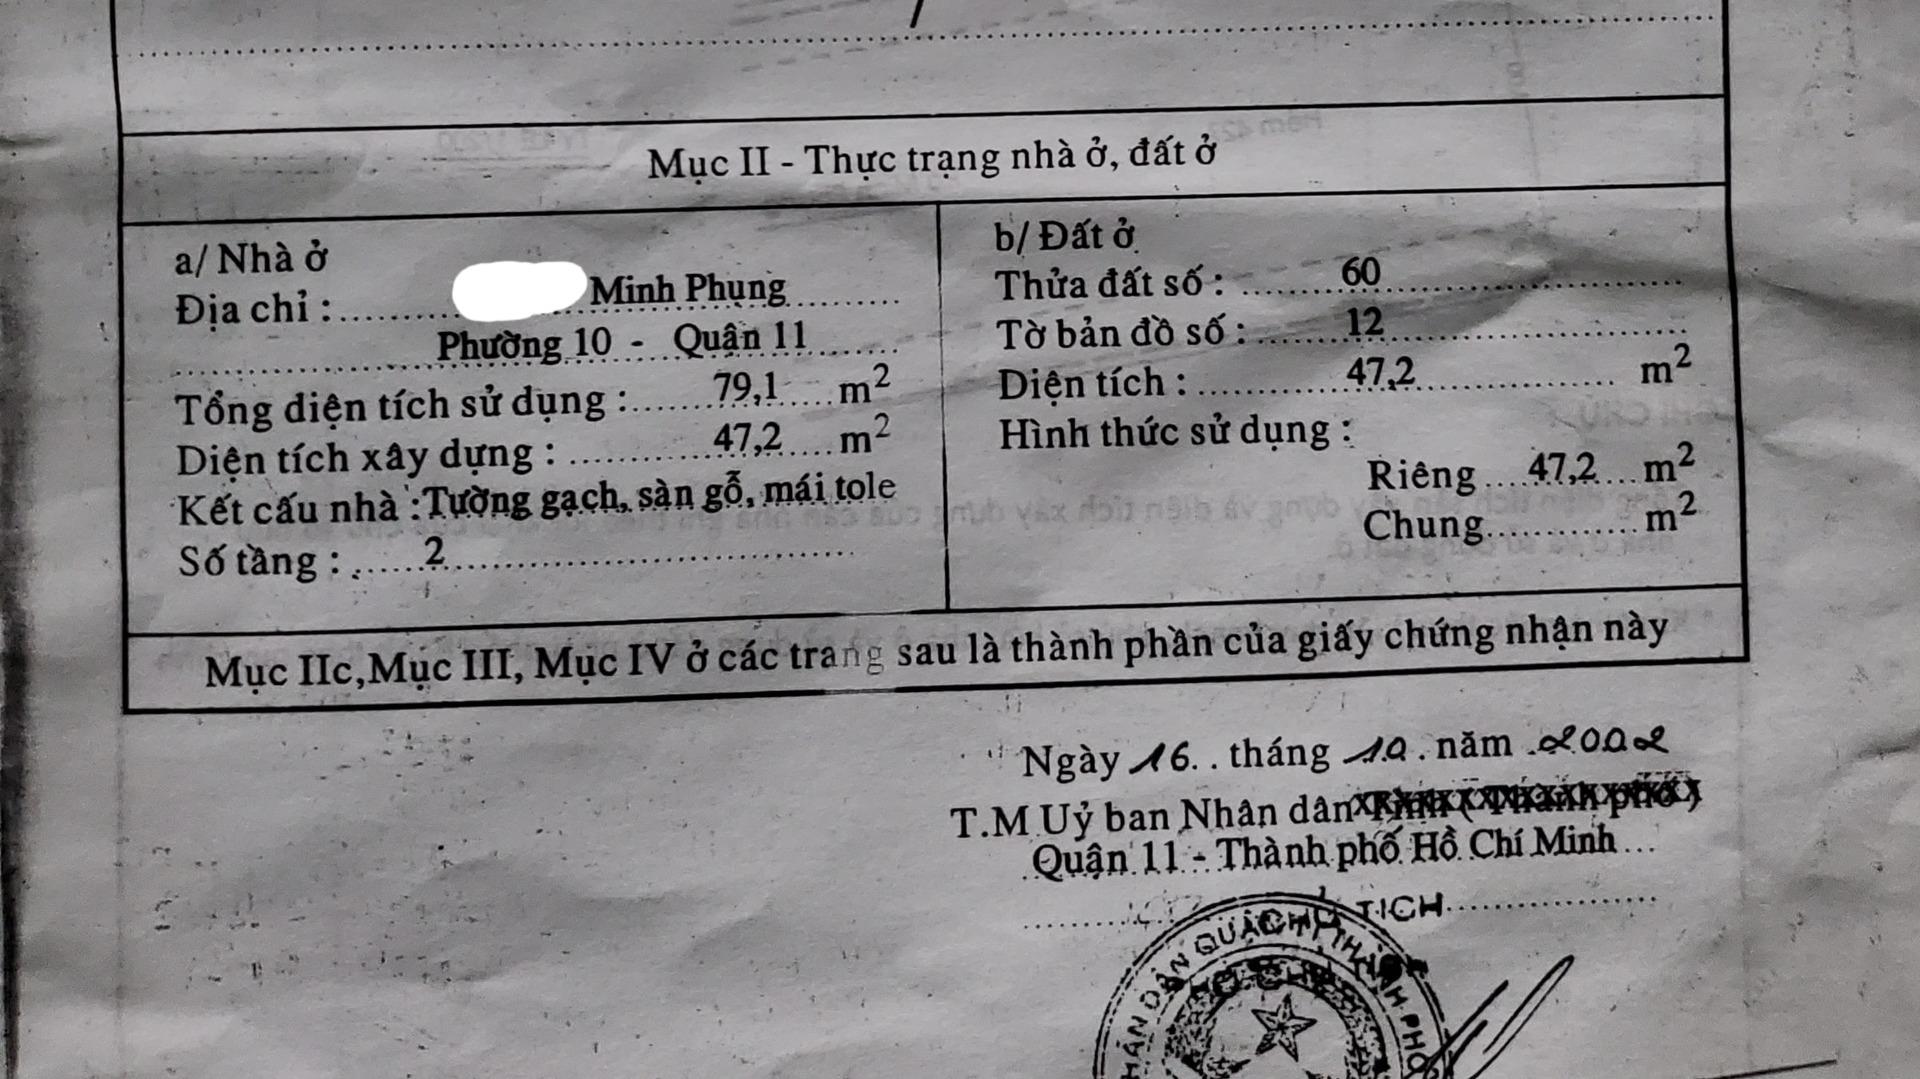 Mục II - Thực trạng nhà ở, đất ở
a/ Nhà ở
Địa chỉ : Minh Phụng
Phường 10 - Quận 11
Tổng diện tích sử dụng : 79,1 m2
Diện tích xây dựng : 47,2 m2
Kết cấu nhà : Tường gạch, sàn gỗ, mái tole
Số tầng : 2
b/ Đất ở
Thửa đất số : 60
Tờ bản đồ số : 12
Diện tích : 47,2 m2
Hình thức sử dụng :
Riêng 47,2 m2
Chung m2
Mục IIc, Mục III, Mục IV ở các trang sau là thành phần của giấy chứng nhận này
Ngày 16 tháng 10 năm 2002
T.M Uỷ ban Nhân dân Tỉnh (Thành phố)
Quận 11 - Thành phố Hồ Chí Minh
CHỦ TỊCH